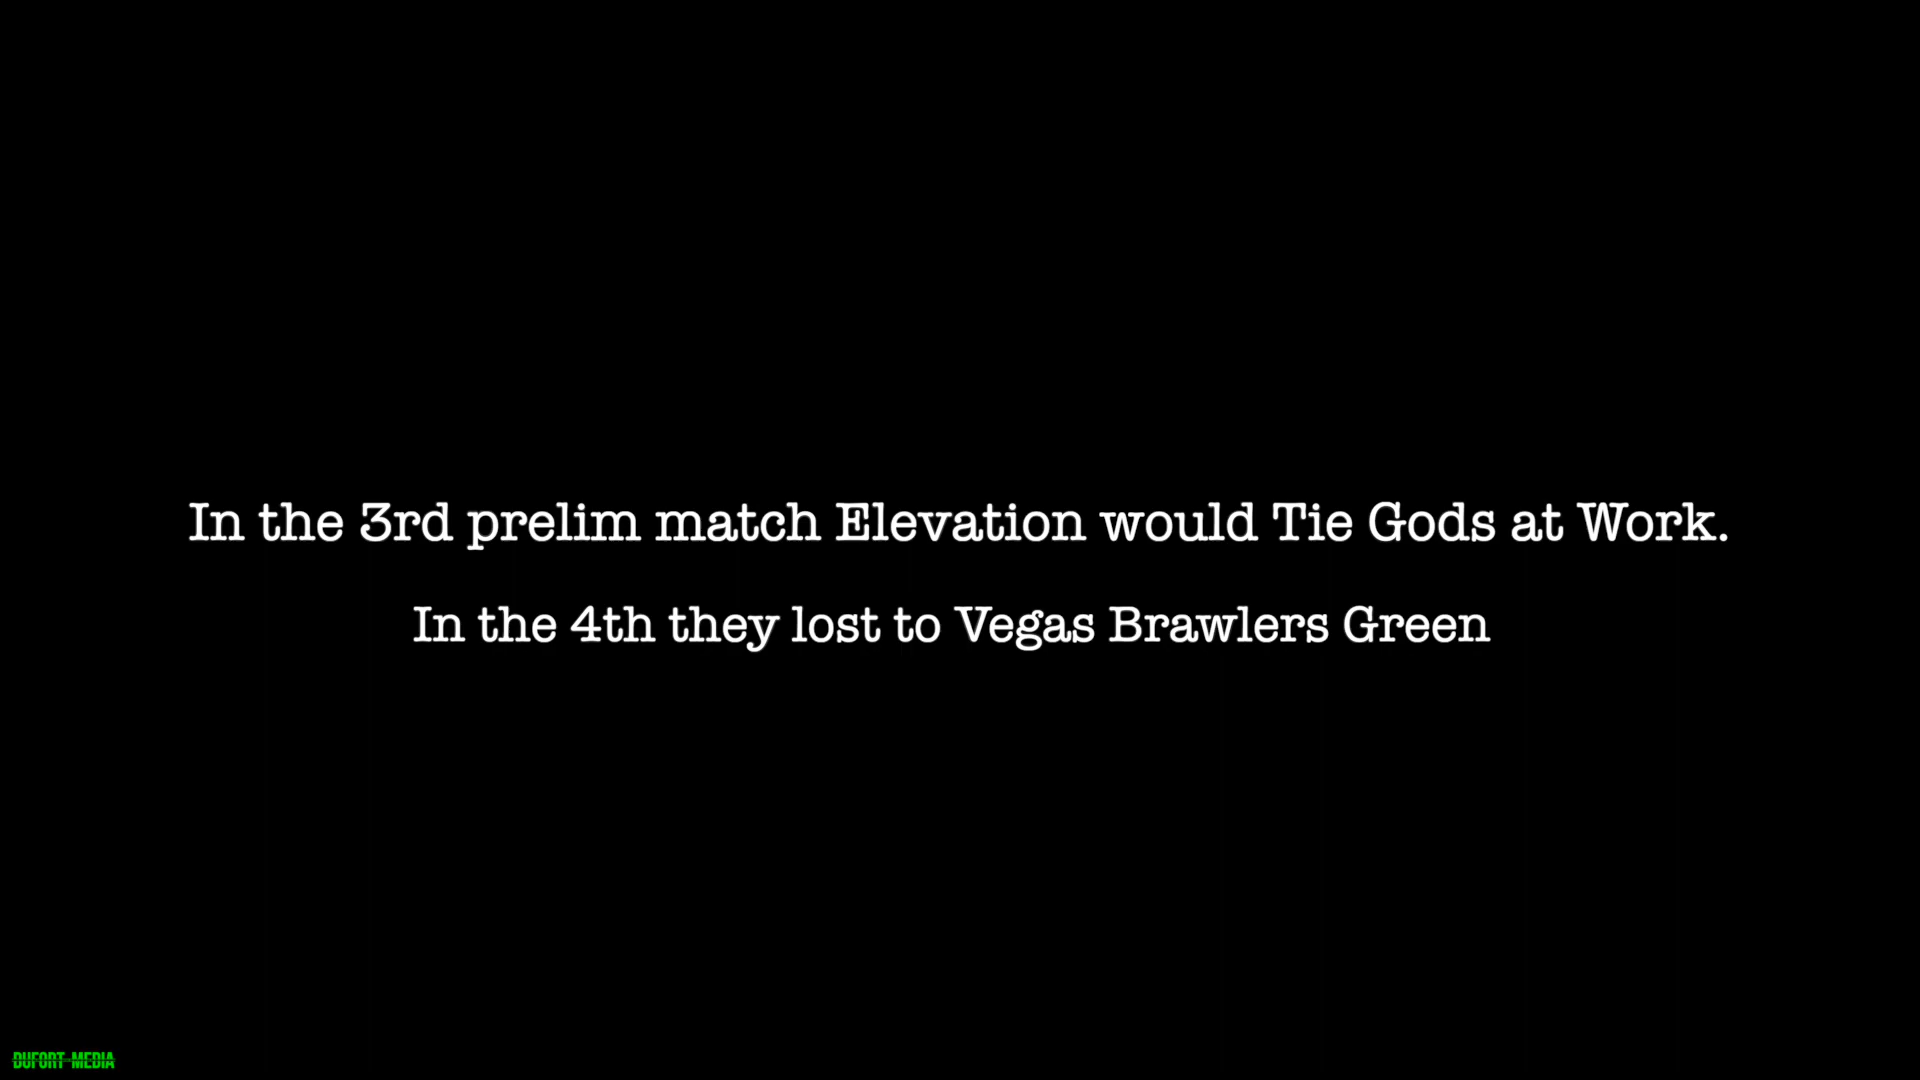 In the 3rd prelim match Elevation would Tie Gods at Work.
In the 4th they lost to Vegas Brawlers Green
DUFORT-MEDIA